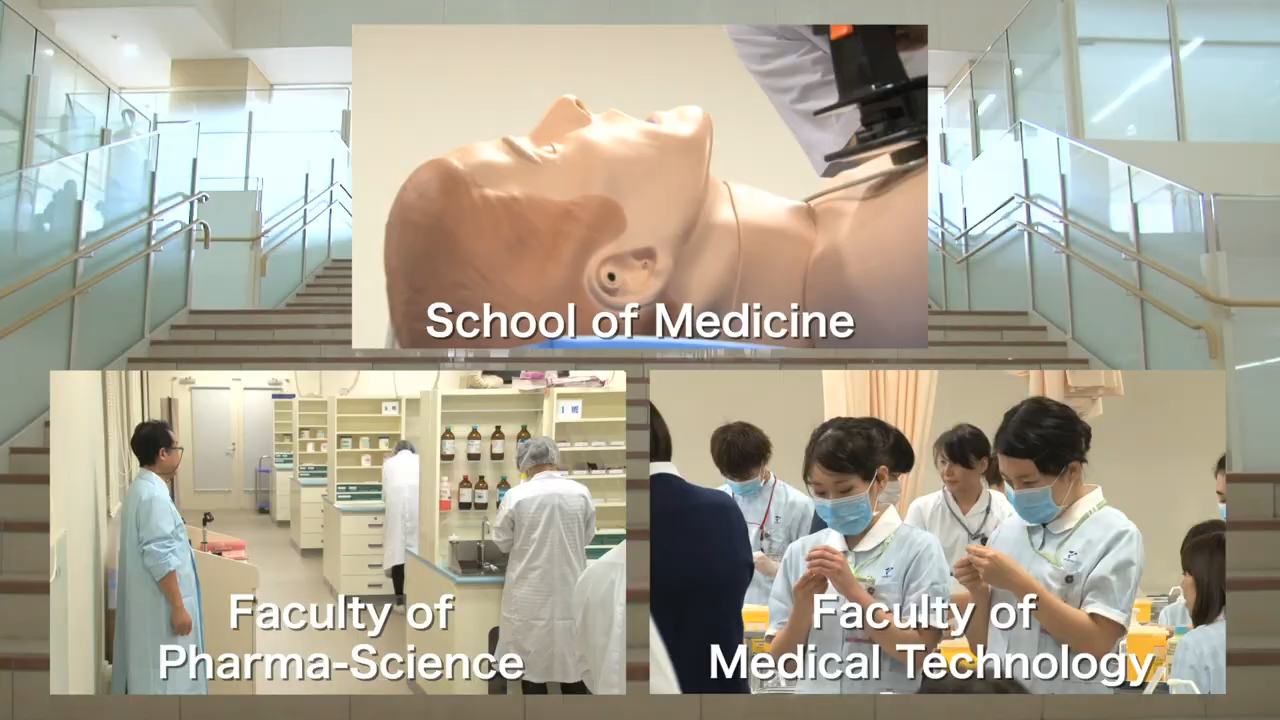 School of Medicine
Faculty of
Pharma-Science
Faculty of
Medical Technology